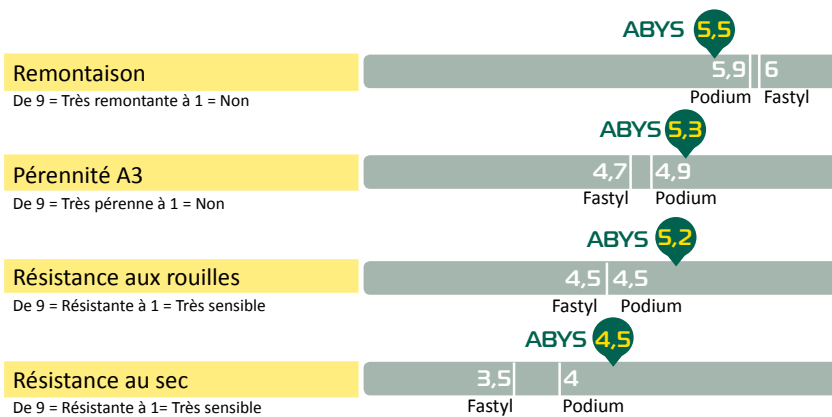 ABYS 5,5
Remontaison
5,9 6
De 9 = Très remontante à 1 = Non
Podium Fastyl
ABYS 5,3
Pérennité A3
4,7 4,9
De 9 = Très pérenne à 1 = Non
Fastyl Podium
ABYS 5,2
Résistance aux rouilles
4,5 4,5
De 9 = Résistante à 1 = Très sensible
Fastyl Podium
ABYS 4,5
Résistance au sec
3,5 4
De 9 = Résistante à 1= Très sensible
Fastyl Podium